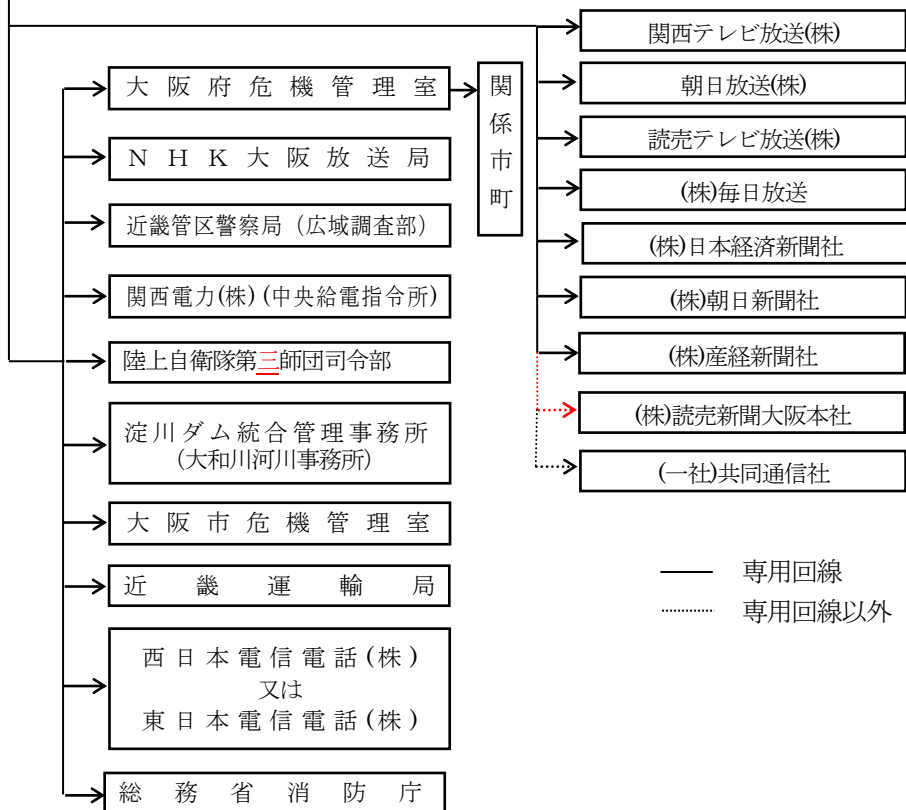 大阪府危機管理室
関係市町
NHK大阪放送局
近畿管区警察局(広域調査部)
関西電力(株)(中央給電指令所)
陸上自衛隊第三師団司令部
淀川ダム統合管理事務所
(大和川河川事務所)
大阪市危機管理室
近畿運輸局
西日本電信電話(株)
又は
東日本電信電話(株)
総務省消防庁
関西テレビ放送(株)
朝日放送(株)
読売テレビ放送(株)
(株)毎日放送
(株)日本経済新聞社
(株)朝日新聞社
(株)産経新聞社
(株)読売新聞大阪本社
(一社)共同通信社
専用回線
専用回線以外